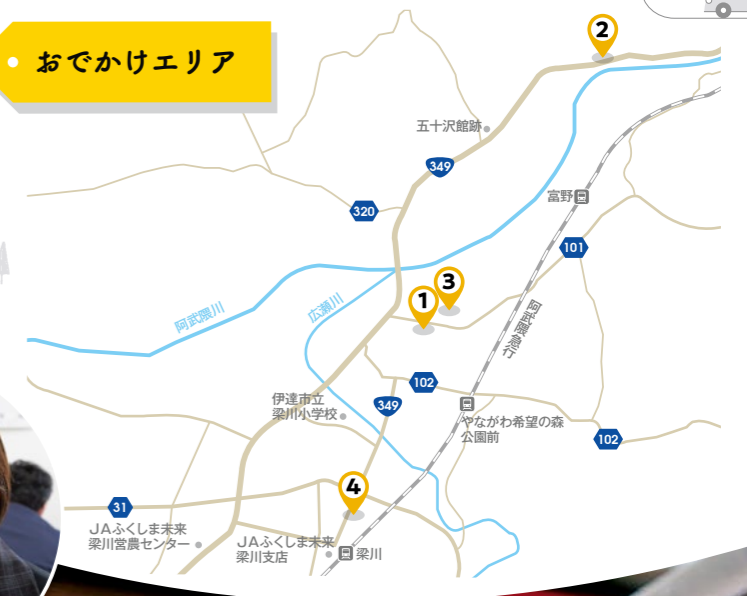 おでかけエリア
2
五十沢館跡
349
富野
320
101
3
1
阿武隈川
広瀬川
阿武隈急行
102
349
伊達市立
梁川小学校
やながわ希望の森
公園前
102
4
31
JAふくしま未来
梁川営農センター
JAふくしま未来
梁川支店
梁川